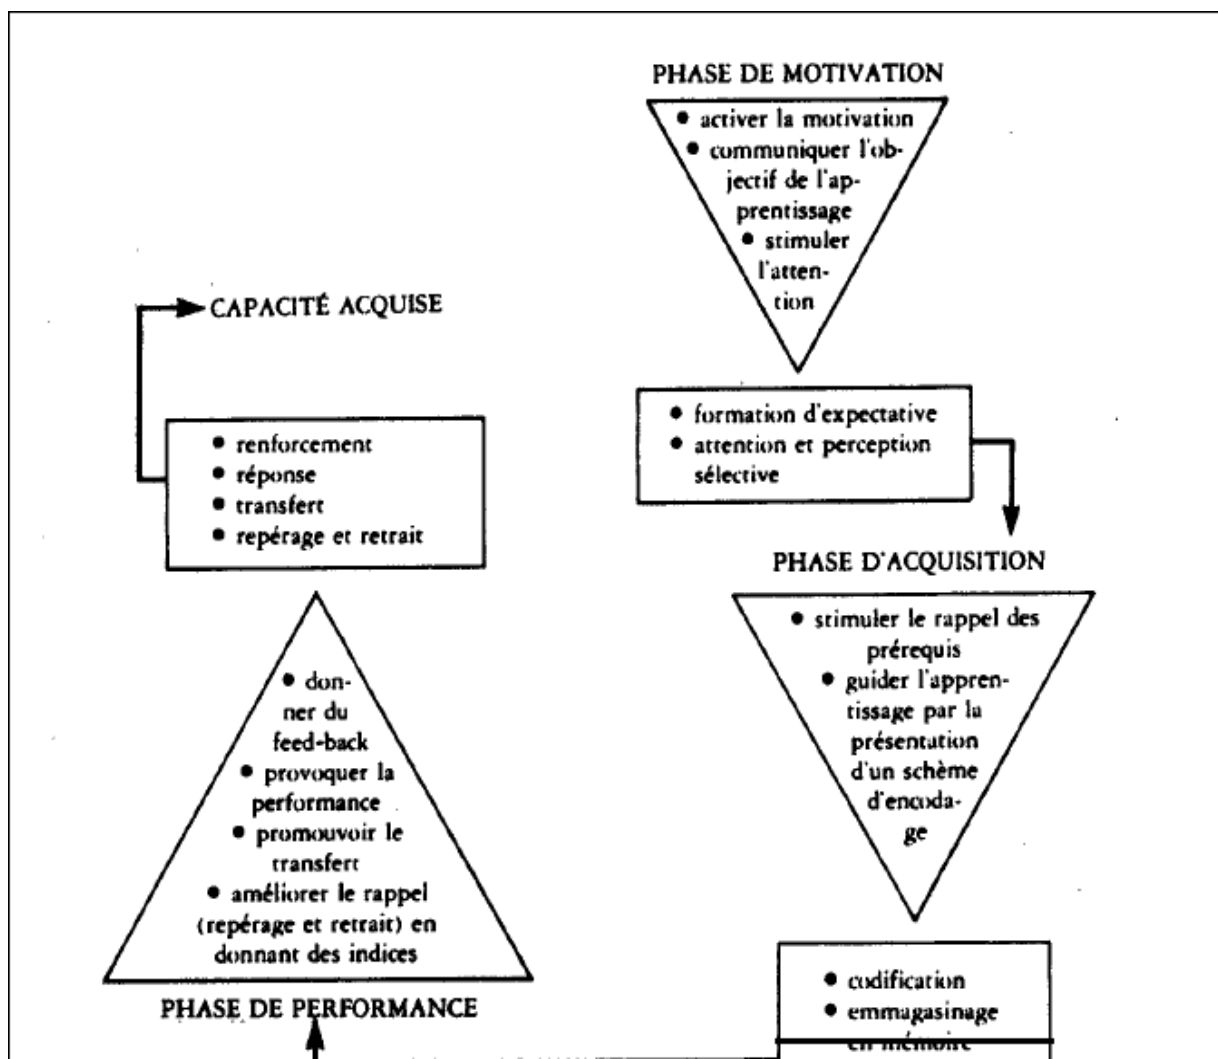 PHASE DE MOTIVATION
• activer la motivation
• communiquer l'ob-
jectif de l'ap-
prentissage
• stimuler
l'atten-
tion
• formation d'expectative
• attention et perception
sélective
PHASE D'ACQUISITION
• stimuler le rappel des
prérequis
• guider l'appren-
tissage par la
présentation
d'un schème
d'encoda-
ge
• codification
• emmagasinage
en mémoire
CAPACITÉ ACQUISE
• renforcement
• réponse
• transfert
• repérage et retrait
• don-
ner du
feed-back
• provoquer la
performance
• promouvoir le
transfert
• améliorer le rappel
(repérage et retrait) en
donnant des indices
PHASE DE PERFORMANCE